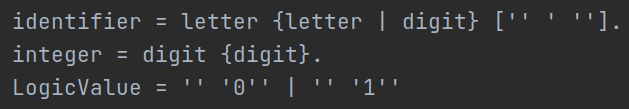 identifier = letter {letter | digit} ['' ' ''].
integer = digit {digit}.
LogicValue = '' '0'' | '' '1''